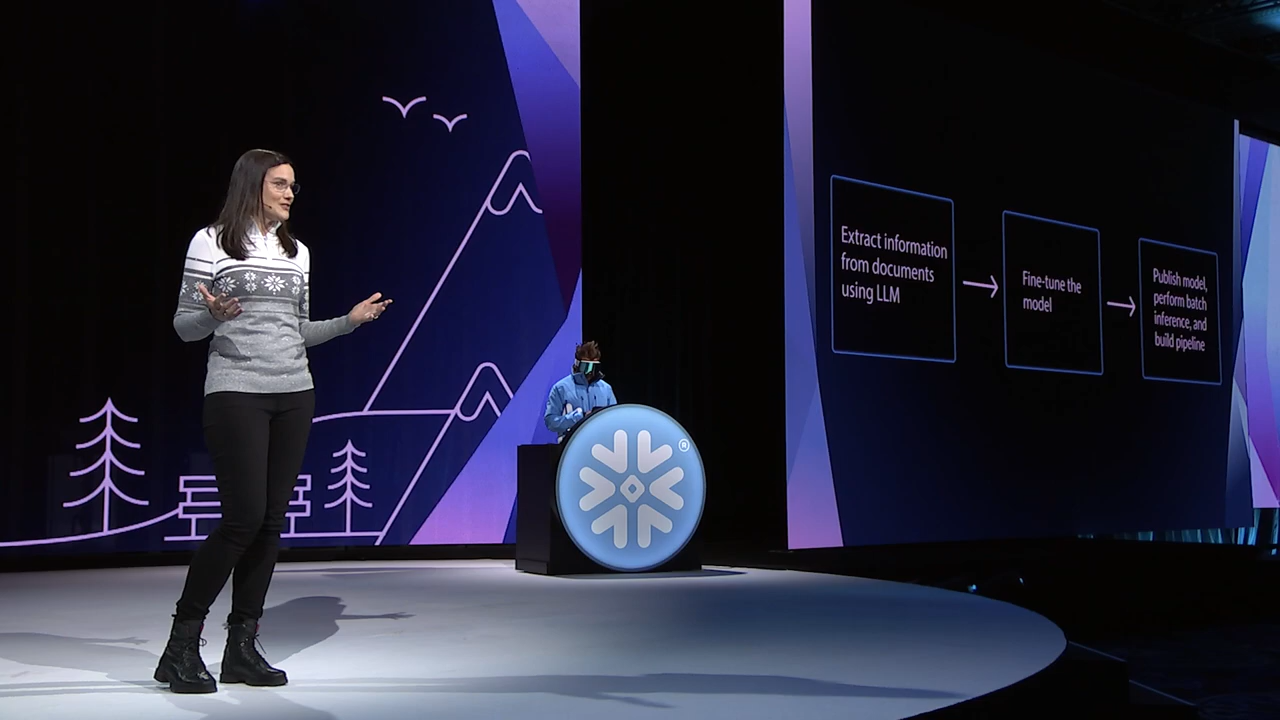 Extract information
from documents
using LLM
Fine-tune the
model
Publish model,
perform batch
inference, and
build pipeline
®